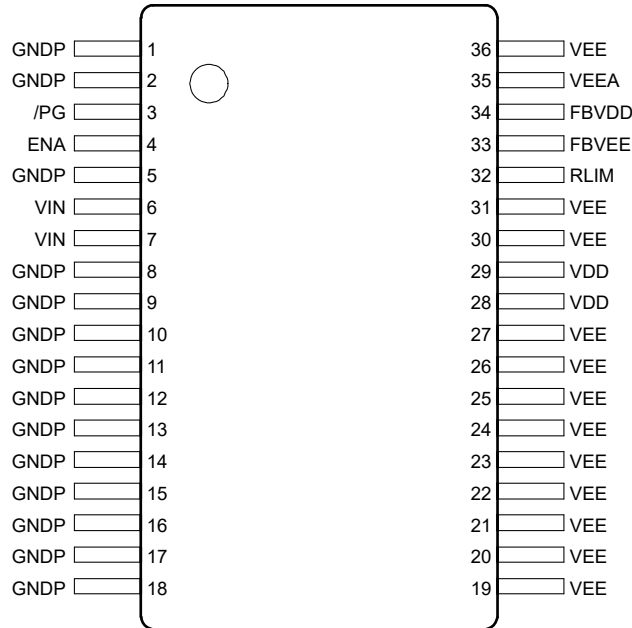 GNDP 1 36 VEE
GNDP 2 35 VEEA
/PG 3 34 FBVDD
ENA 4 33 FBVEE
GNDP 5 32 RLIM
VIN 6 31 VEE
VIN 7 30 VEE
GNDP 8 29 VDD
GNDP 9 28 VDD
GNDP 10 27 VEE
GNDP 11 26 VEE
GNDP 12 25 VEE
GNDP 13 24 VEE
GNDP 14 23 VEE
GNDP 15 22 VEE
GNDP 16 21 VEE
GNDP 17 20 VEE
GNDP 18 19 VEE